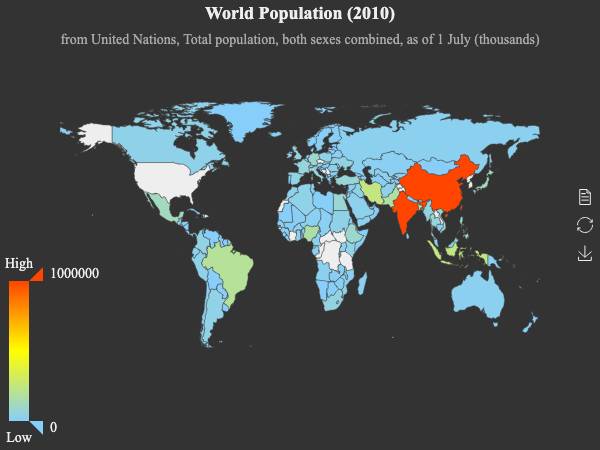 World Population (2010)
from United Nations, Total population, both sexes combined, as of 1 July (thousands)
High
1000000
0
Low